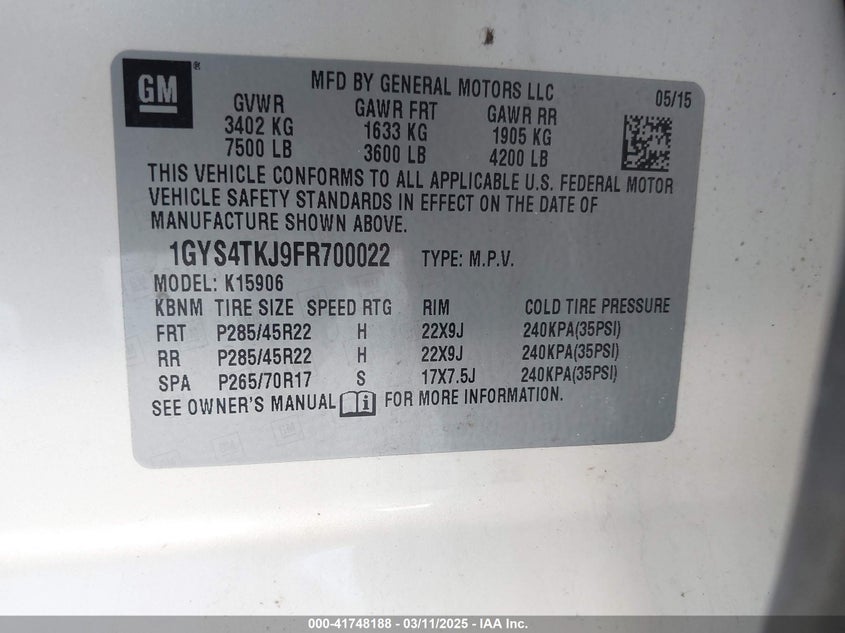 GM ®
MFD BY GENERAL MOTORS LLC 05/15
GVWR GAWR FRT GAWR RR
3402 KG 1633 KG 1905 KG
7500 LB 3600 LB 4200 LB
THIS VEHICLE CONFORMS TO ALL APPLICABLE U.S. FEDERAL MOTOR
VEHICLE SAFETY STANDARDS IN EFFECT ON THE DATE OF
MANUFACTURE SHOWN ABOVE.
1GYS4TKJ9FR700022 TYPE: M.P.V.
MODEL: K15906
KBNM TIRE SIZE SPEED RTG RIM COLD TIRE PRESSURE
FRT P285/45R22 H 22X9J 240KPA(35PSI)
RR P285/45R22 H 22X9J 240KPA(35PSI)
SPA P265/70R17 S 17X7.5J 240KPA(35PSI)
SEE OWNER'S MANUAL i FOR MORE INFORMATION.
GM
000-41748188 - 03/11/2025 - © IAA Inc.